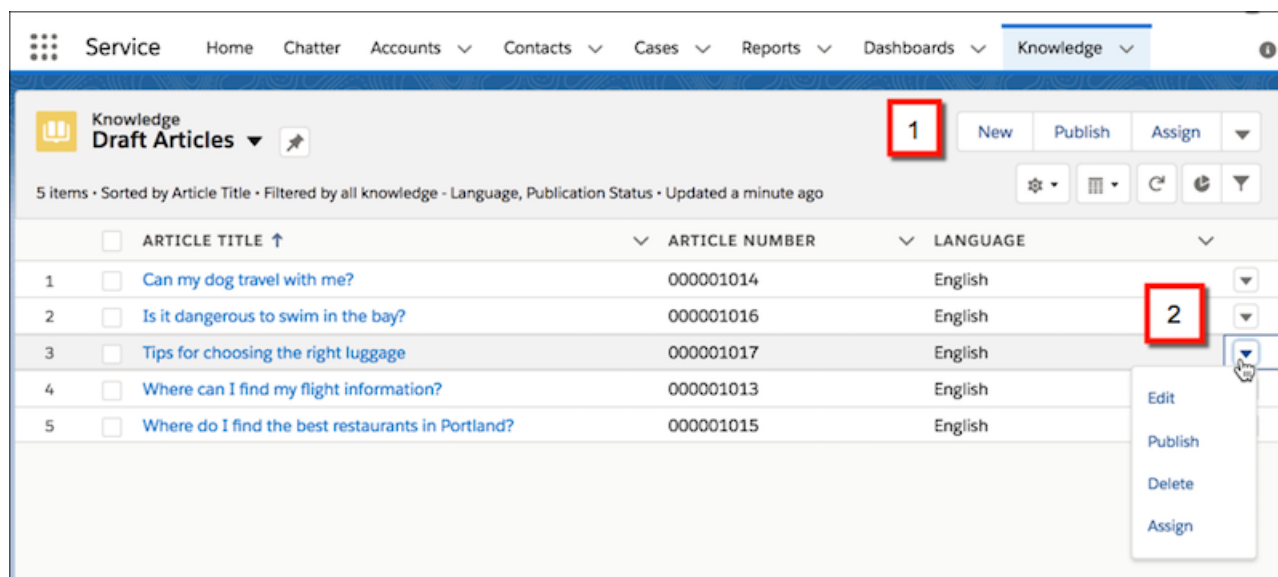 Service Home Chatter Accounts Contacts Cases Reports Dashboards Knowledge
Knowledge
Draft Articles
1
New Publish Assign
5 items • Sorted by Article Title • Filtered by all knowledge - Language, Publication Status • Updated a minute ago
ARTICLE TITLE ARTICLE NUMBER LANGUAGE
1 Can my dog travel with me? 000001014 English
2 Is it dangerous to swim in the bay? 000001016 English
2
3 Tips for choosing the right luggage 000001017 English
4 Where can I find my flight information? 000001013 English
5 Where do I find the best restaurants in Portland? 000001015 English
Edit
Publish
Delete
Assign